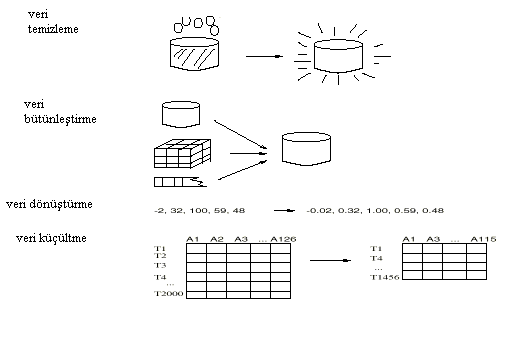 veri
temizleme
veri
bütünleştirme
veri dönüştürme
-2, 32, 100, 59, 48
-0.02, 0.32, 1.00, 0.59, 0.48
veri küçültme
A1 A2 A3 ... A126
T1
T2
T3
T4
...
T2000
A1 A3 ... A115
T1
T4
...
T1456